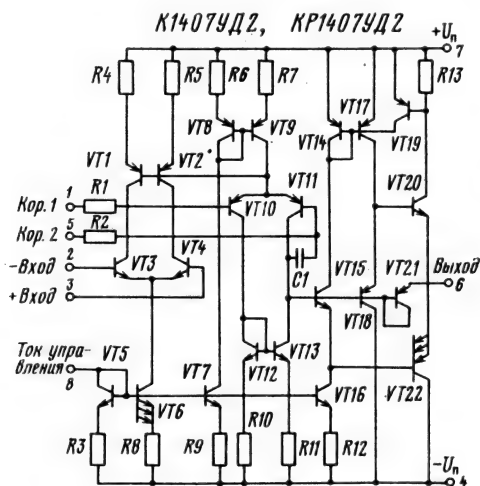 К1407УД2, КР1407УД2
+Uп
7
R4
R5
R6
R7
R13
VT8
VT9
VT17
VT14
VT19
VT1
VT2
VT20
Кор. 1
1
R1
VT10
VT11
Кор. 2
5
R2
C1
-Вход
2
VT3
VT4
VT15
VT21
Выход
6
+Вход
3
VT18
Ток упра-
вления
8
VT5
VT7
VT12
VT13
VT6
VT16
VT22
R3
R8
R9
R10
R11
R12
-Uп
4